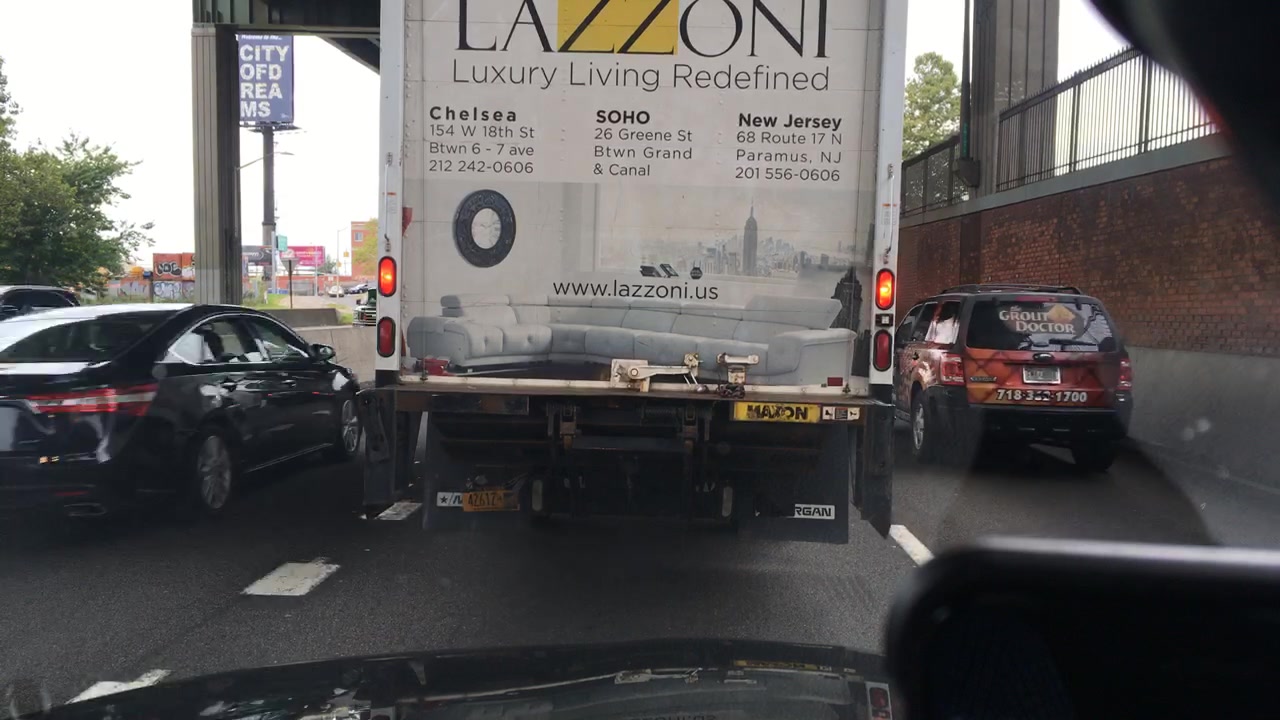 LAZZONI
Luxury Living Redefined
Chelsea
154 W 18th St
Btwn 6 - 7 ave
212 242-0606
SOHO
26 Greene St
Btwn Grand
& Canal
New Jersey
68 Route 17 N
Paramus, NJ
201 556-0606
www.lazzoni.us
MAXON
RGAN
CITY
OFD
REA
MS
GROUT
DOCTOR